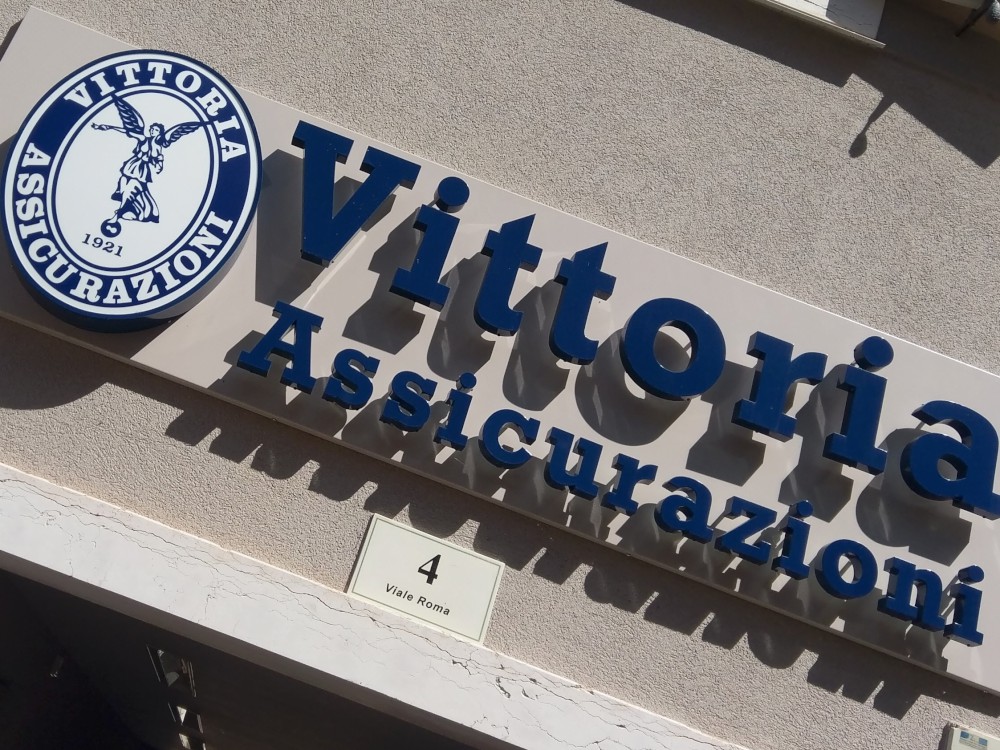 VITTORIA
ASSICURAZIONI
1921
Vittoria
Assicurazioni
4
Viale Roma